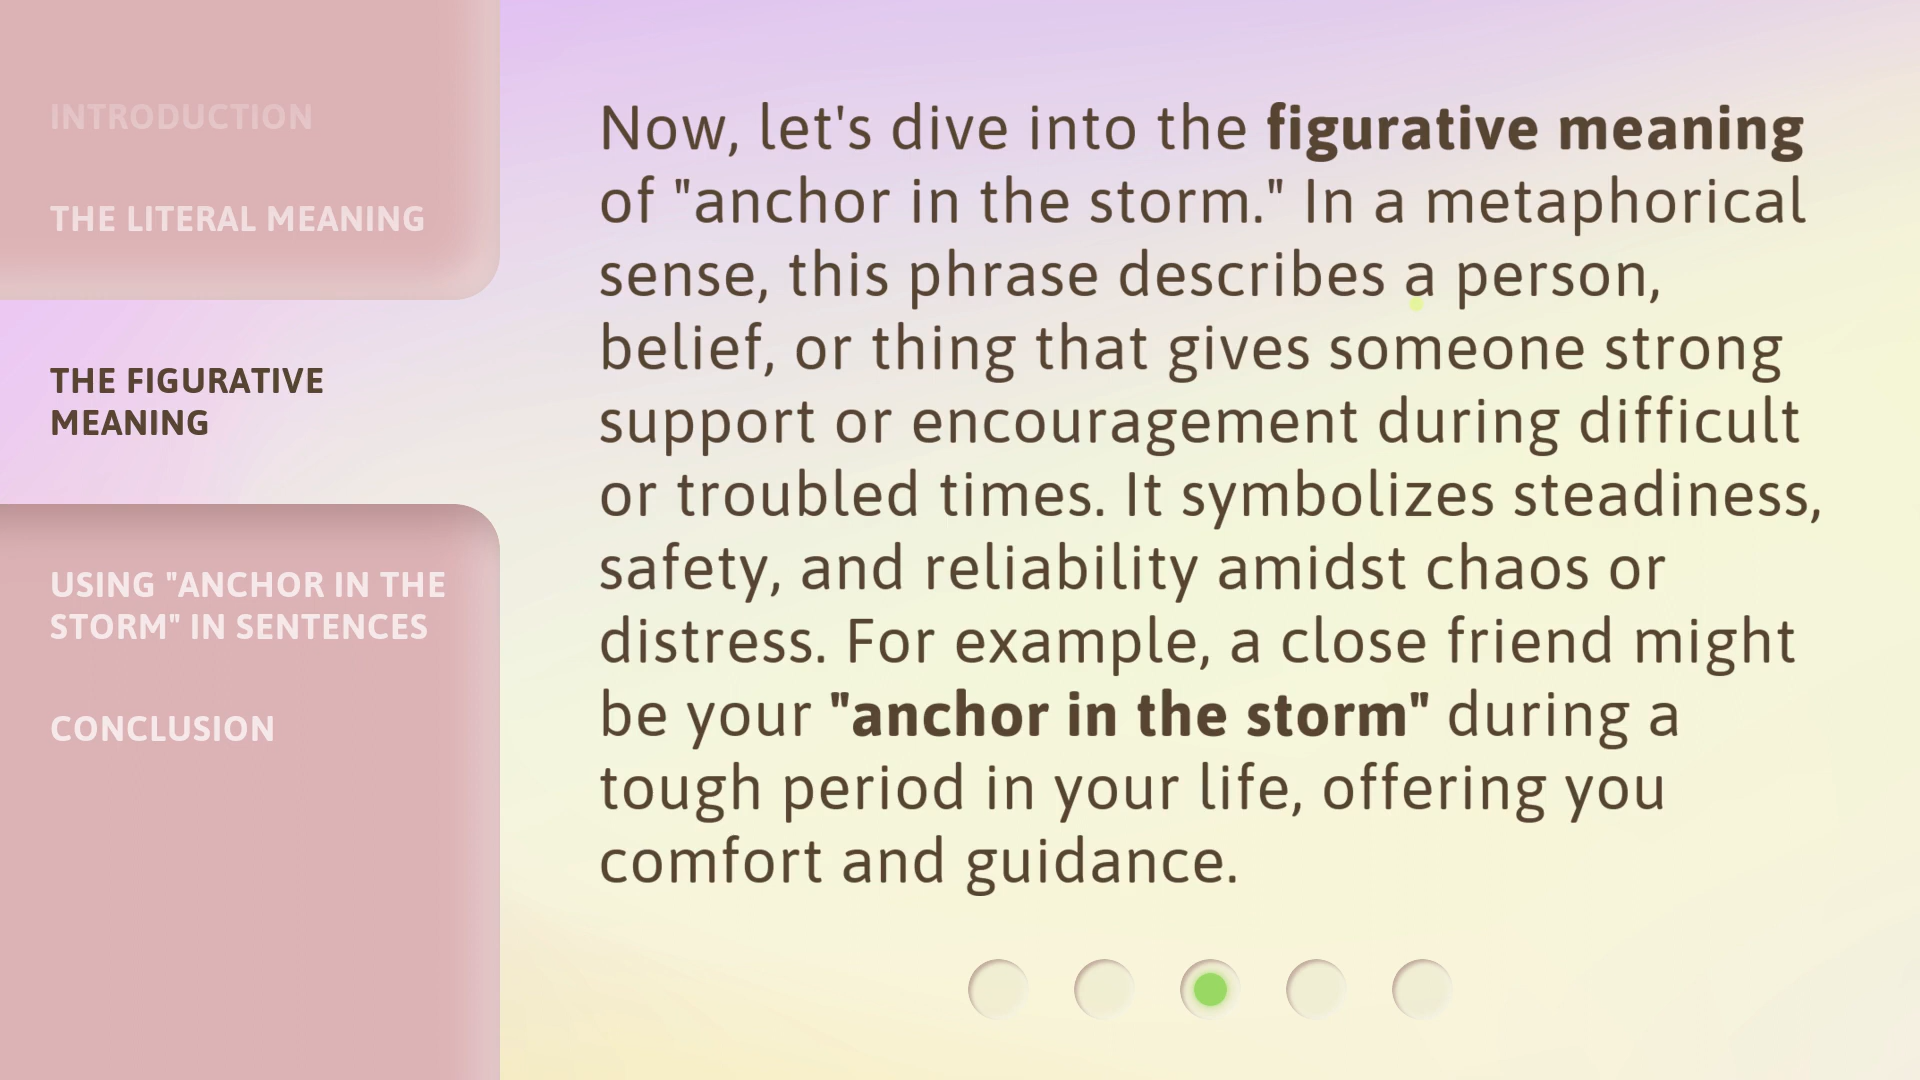 INTRODUCTION
THE LITERAL MEANING
THE FIGURATIVE
MEANING
USING "ANCHOR IN THE
STORM" IN SENTENCES
CONCLUSION
Now, let's dive into the figurative meaning
of "anchor in the storm." In a metaphorical
sense, this phrase describes a person,
belief, or thing that gives someone strong
support or encouragement during difficult
or troubled times. It symbolizes steadiness,
safety, and reliability amidst chaos or
distress. For example, a close friend might
be your "anchor in the storm" during a
tough period in your life, offering you
comfort and guidance.